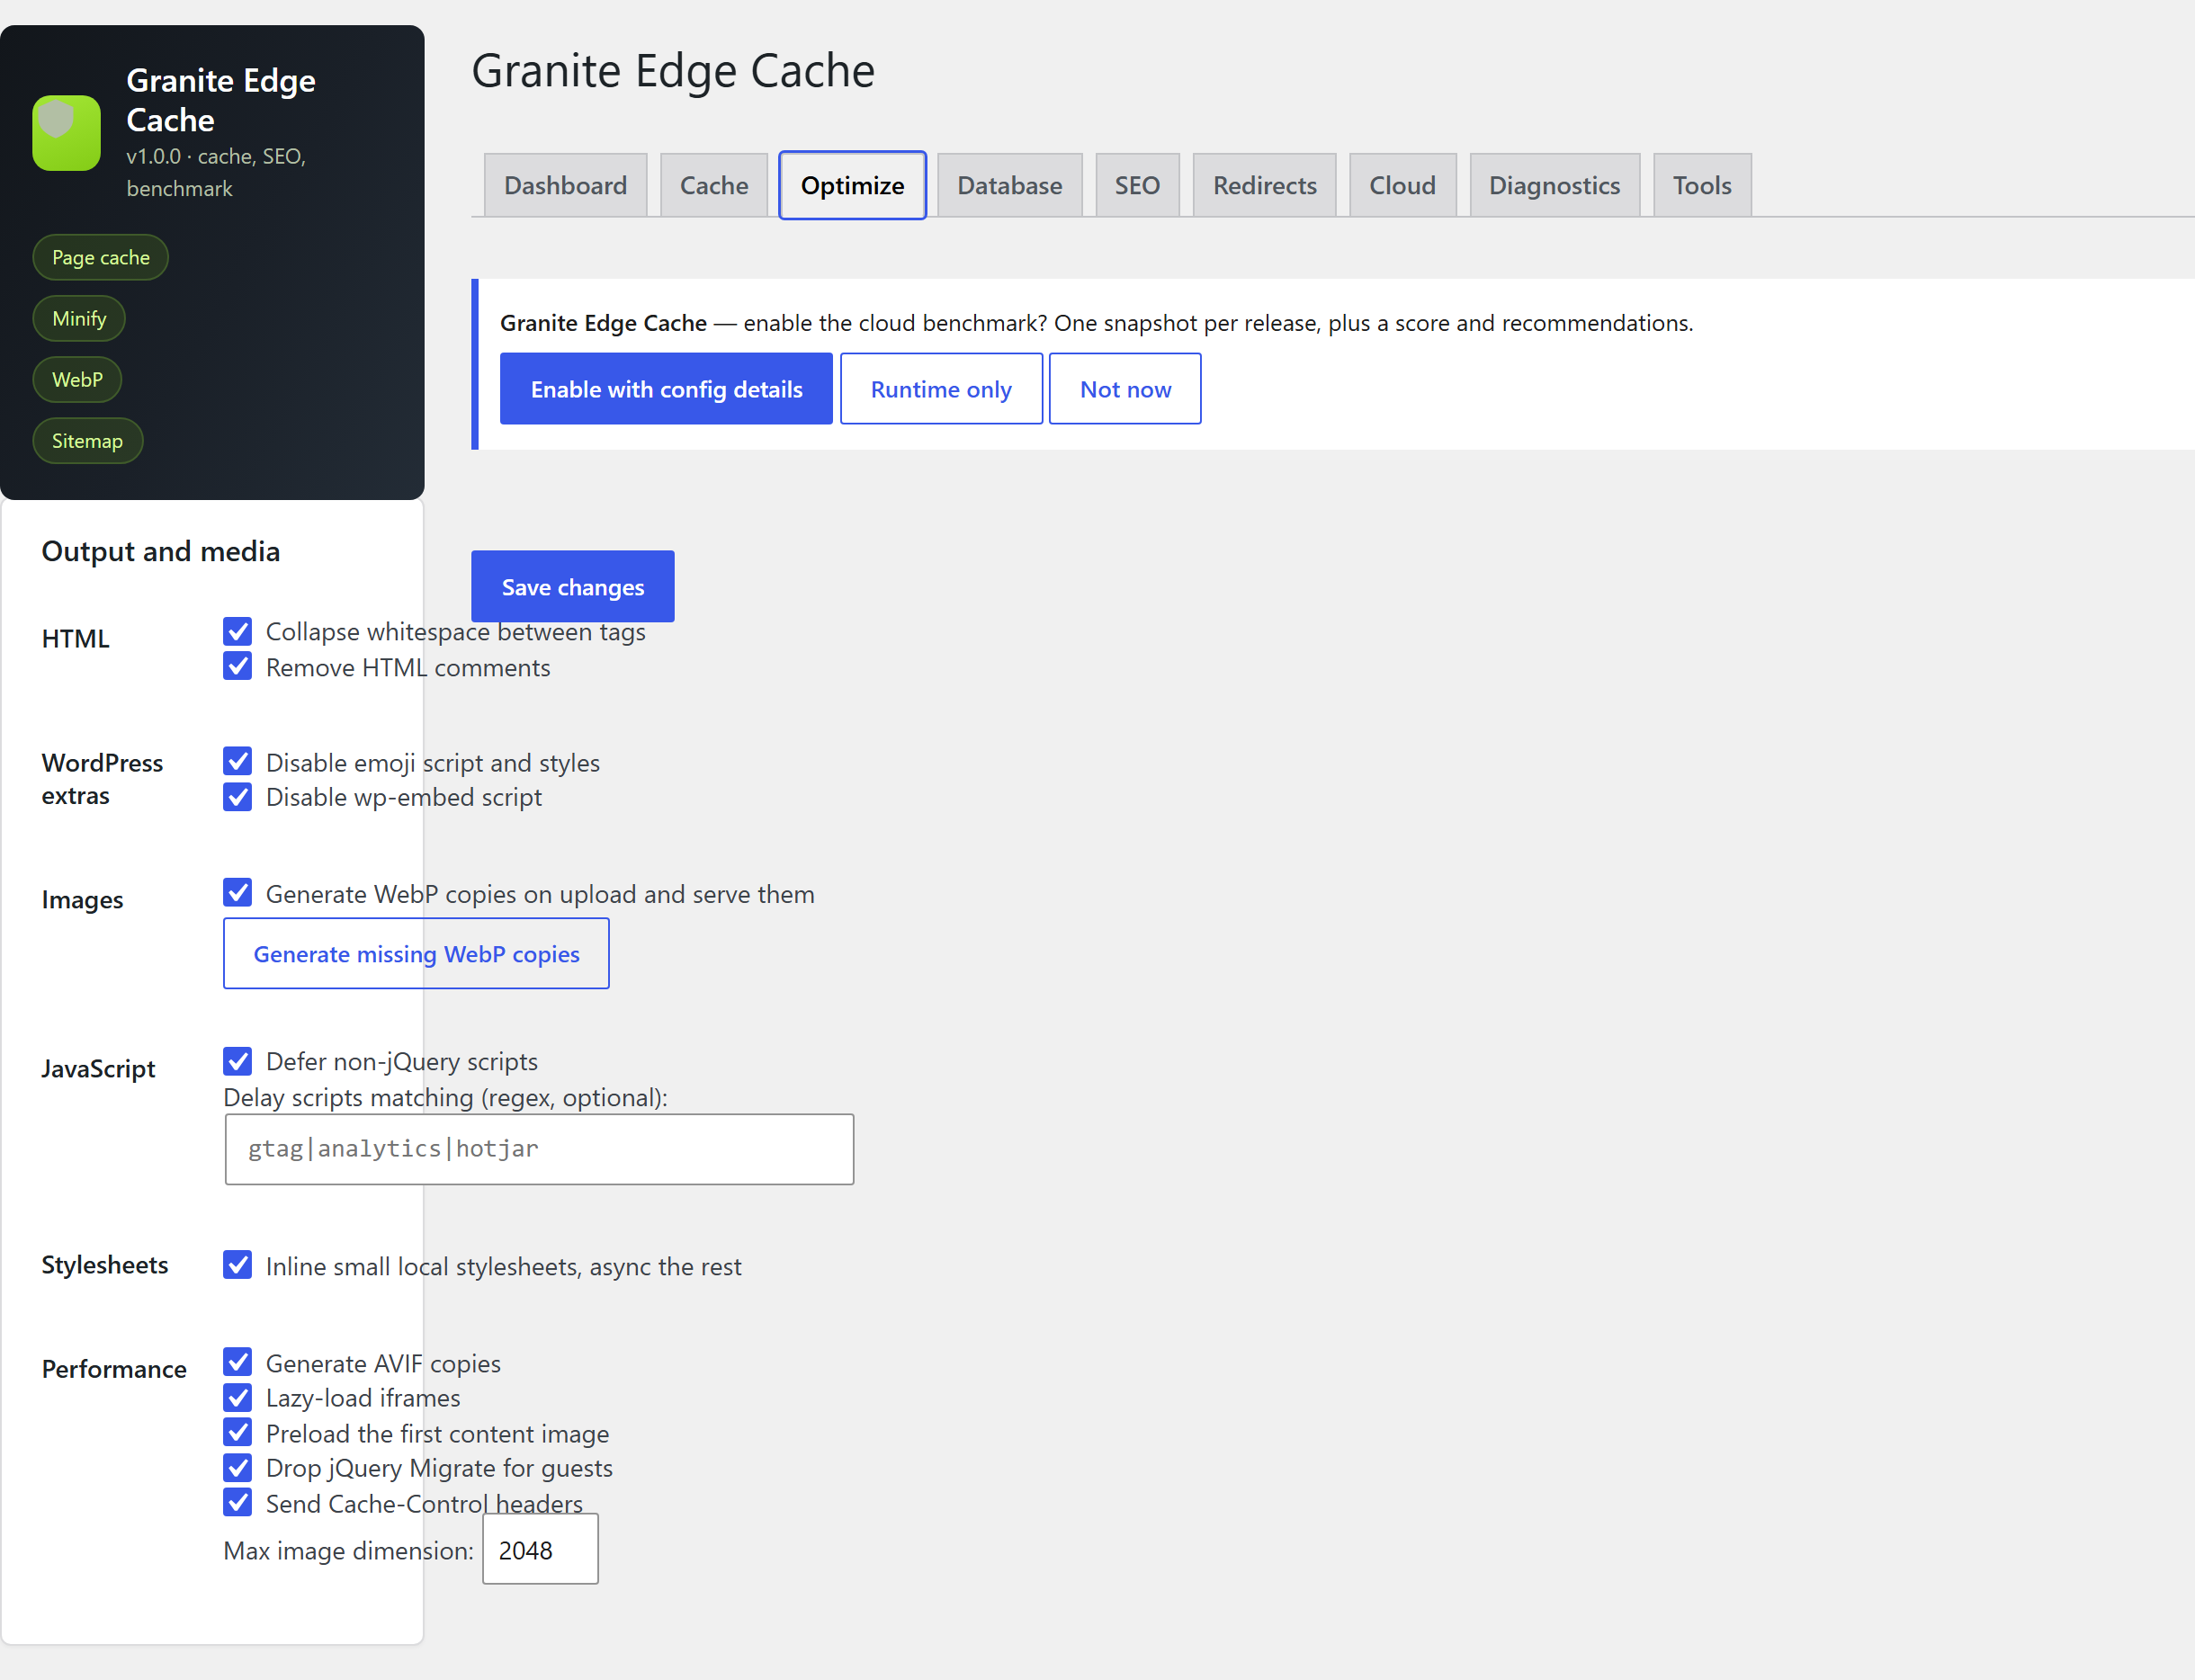 Granite Edge
Cache
v1.0.0 · cache, SEO,
benchmark
Page cache
Minify
WebP
Sitemap
Granite Edge Cache
Dashboard
Cache
Optimize
Database
SEO
Redirects
Cloud
Diagnostics
Tools
Granite Edge Cache — enable the cloud benchmark? One snapshot per release, plus a score and recommendations.
Enable with config details
Runtime only
Not now
Save changes
Output and media
HTML
Collapse whitespace between tags
Remove HTML comments
WordPress
extras
Disable emoji script and styles
Disable wp-embed script
Images
Generate WebP copies on upload and serve them
Generate missing WebP copies
JavaScript
Defer non-jQuery scripts
Delay scripts matching (regex, optional):
gtag|analytics|hotjar
Stylesheets
Inline small local stylesheets, async the rest
Performance
Generate AVIF copies
Lazy-load iframes
Preload the first content image
Drop jQuery Migrate for guests
Send Cache-Control headers
Max image dimension: 2048